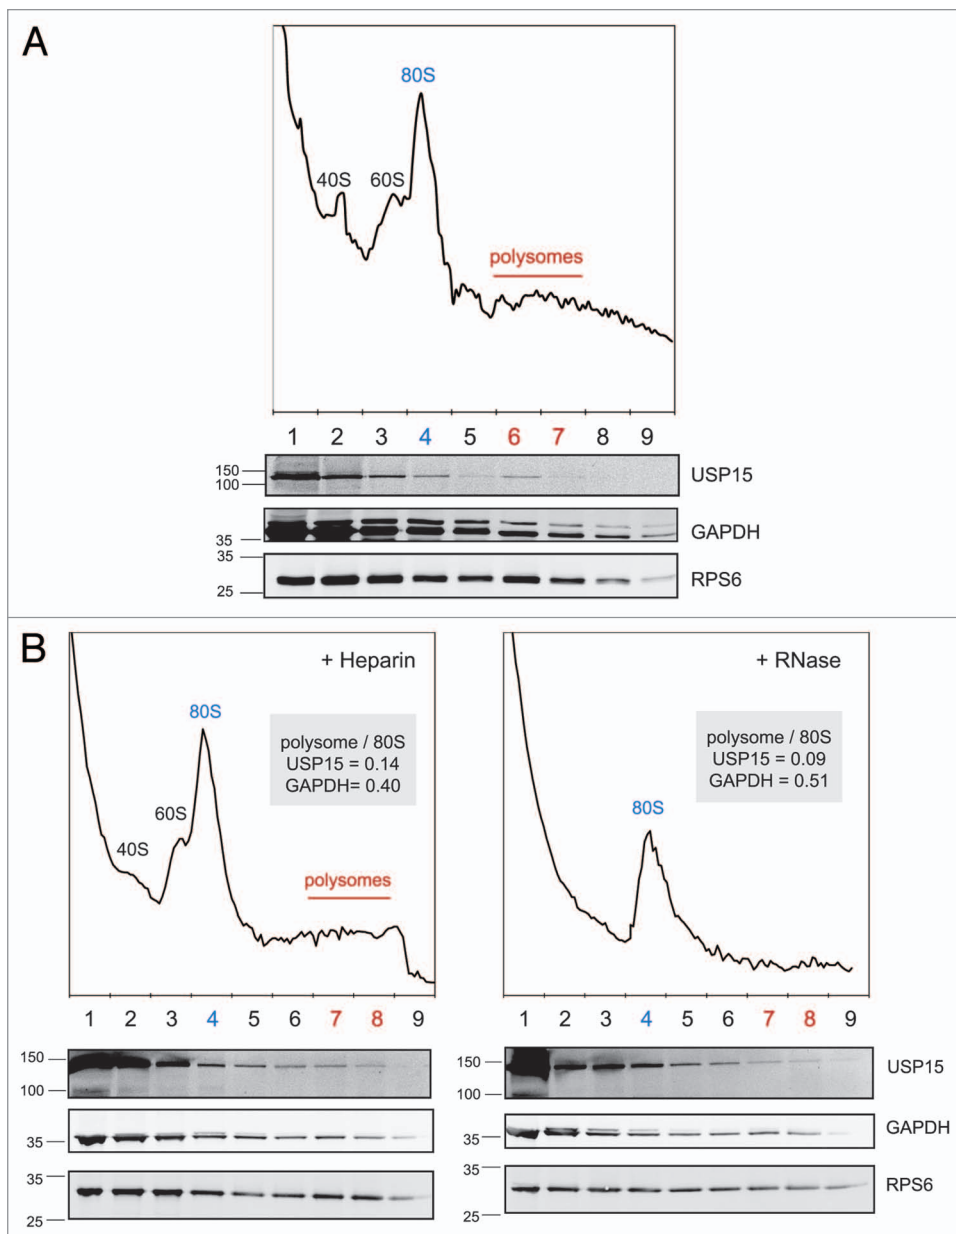 A
80S
40S
60S
polysomes
1 2 3 4 5 6 7 8 9
150
100
USP15
GAPDH
35
35
RPS6
25
B
+ Heparin
80S
polysome / 80S
USP15 = 0.14
GAPDH= 0.40
60S
40S
polysomes
1 2 3 4 5 6 7 8 9
150
100
35
35
25
+ RNase
polysome / 80S
USP15 = 0.09
GAPDH = 0.51
80S
1 2 3 4 5 6 7 8 9
150
USP15
100
GAPDH
35
35
RPS6
25